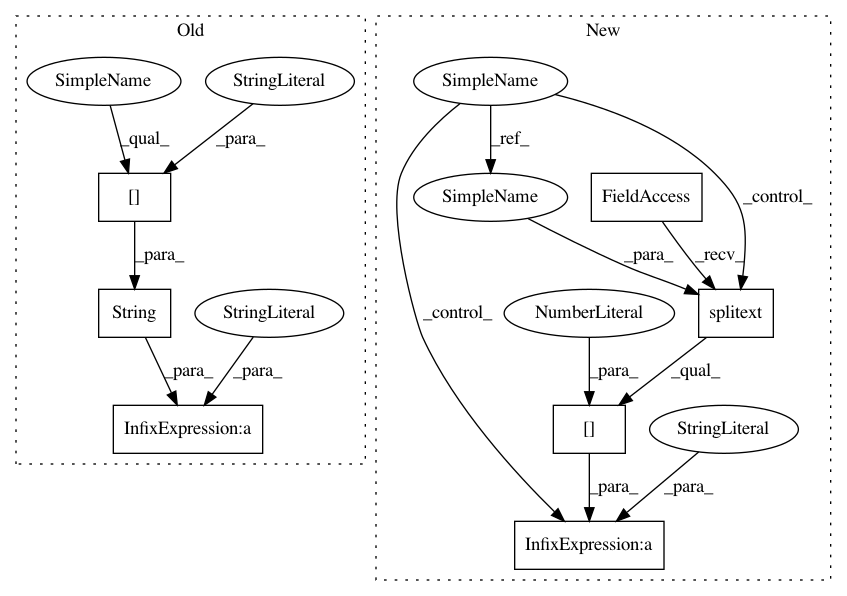 Old
New
SimpleName
StringLiteral
SimpleName
_qual_
_para_
_ref_
[]
SimpleName
FieldAccess
_control_
_para_
_para_
_recv_
String
StringLiteral
_control_
NumberLiteral
splitext
_para_
_para_
_para_
_qual_
InfixExpression:a
[]
StringLiteral
_para_
_para_
InfixExpression:a